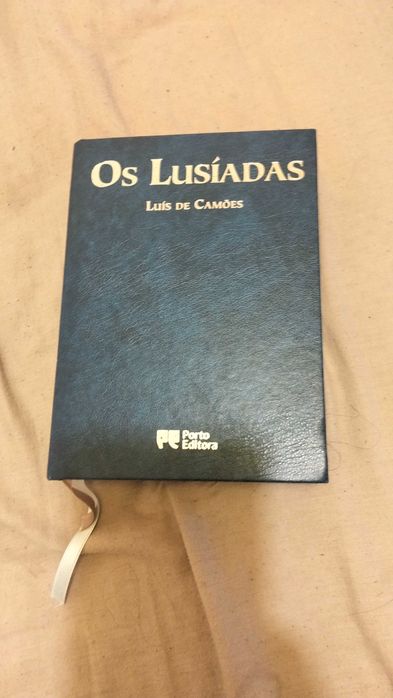 Os Lusíadas
Luís de Camões
Porto
Editora